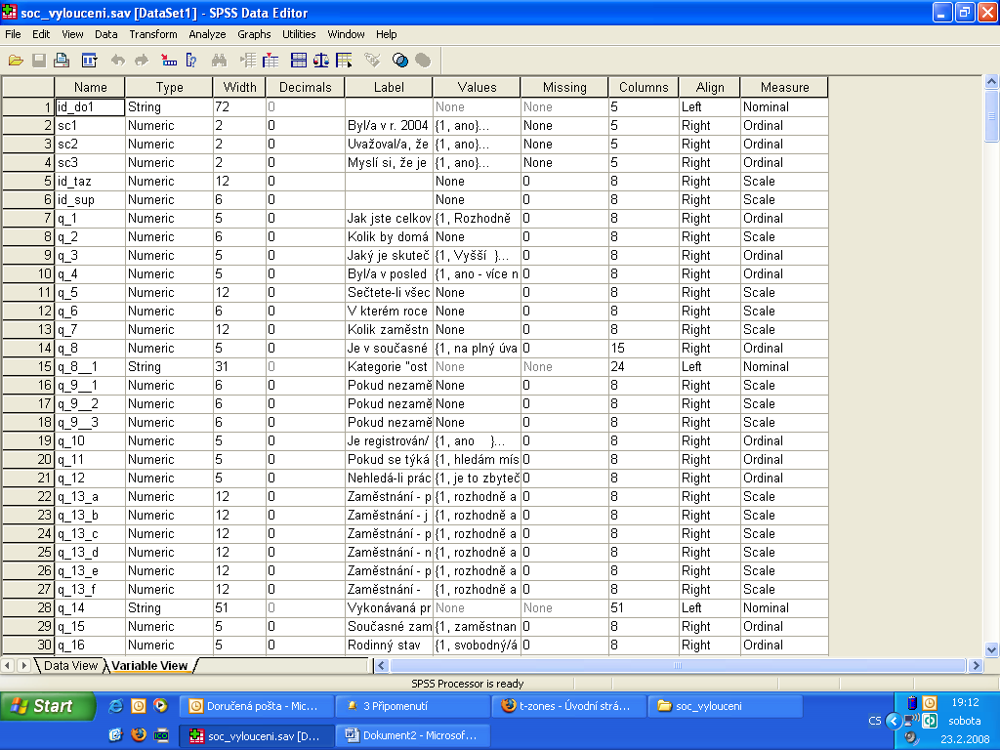 soc_vylouceni.sav [DataSet1] - SPSS Data Editor
File Edit View Data Transform Analyze Graphs Utilities Window Help
Name Type Width Decimals Label Values Missing Columns Align Measure
1 id_do1 String 72 0 None None 5 Left Nominal
2 sc1 Numeric 2 0 Byl/a v r. 2004 {1, ano}... None 5 Right Ordinal
3 sc2 Numeric 2 0 Uvažoval/a, že {1, ano}... None 5 Right Ordinal
4 sc3 Numeric 2 0 Myslí si, že je {1, ano}... None 5 Right Ordinal
5 id_taz Numeric 12 0 None 0 8 Right Scale
6 id_sup Numeric 6 0 None 0 8 Right Scale
7 q_1 Numeric 5 0 Jak jste celkov {1, Rozhodně 0 8 Right Ordinal
8 q_2 Numeric 6 0 Kolik by domá None 0 8 Right Scale
9 q_3 Numeric 5 0 Jaký je skuteč {1, Vyšší }... 0 8 Right Ordinal
10 q_4 Numeric 5 0 Byl/a v posled {1, ano - více n 0 8 Right Ordinal
11 q_5 Numeric 12 0 Sečtete-li všec None 0 8 Right Scale
12 q_6 Numeric 6 0 V kterém roce None 0 8 Right Scale
13 q_7 Numeric 12 0 Kolik zaměstn None 0 8 Right Scale
14 q_8 Numeric 5 0 Je v současné {1, na plný úva 0 15 Right Ordinal
15 q_8__1 String 31 0 Kategorie "ost None None 24 Left Nominal
16 q_9__1 Numeric 6 0 Pokud nezamě None 0 8 Right Scale
17 q_9__2 Numeric 6 0 Pokud nezamě None 0 8 Right Scale
18 q_9__3 Numeric 6 0 Pokud nezamě None 0 8 Right Scale
19 q_10 Numeric 5 0 Je registrován/ {1, ano }... 0 8 Right Ordinal
20 q_11 Numeric 5 0 Pokud se týká {1, hledám mís 0 8 Right Ordinal
21 q_12 Numeric 5 0 Nehledá-li prác {1, je to zbyteč 0 8 Right Ordinal
22 q_13_a Numeric 12 0 Zaměstnání - p {1, rozhodně a 0 8 Right Scale
23 q_13_b Numeric 12 0 Zaměstnání - j {1, rozhodně a 0 8 Right Scale
24 q_13_c Numeric 12 0 Zaměstnání - p {1, rozhodně a 0 8 Right Scale
25 q_13_d Numeric 12 0 Zaměstnání - n {1, rozhodně a 0 8 Right Scale
26 q_13_e Numeric 12 0 Zaměstnání - p {1, rozhodně a 0 8 Right Scale
27 q_13_f Numeric 12 0 Zaměstnání - {1, rozhodně a 0 8 Right Scale
28 q_14 String 51 0 Vykonávaná pr None None 51 Left Nominal
29 q_15 Numeric 5 0 Současné zam {1, zaměstnan 0 8 Right Ordinal
30 q_16 Numeric 5 0 Rodinný stav {1, svobodný/á 0 8 Right Ordinal
Data View Variable View
SPSS Processor is ready
Start Doručená pošta - Mic... 3 Připomenutí t-zones - Úvodní strá... soc_vylouceni
soc_vylouceni.sav [D... Dokument2 - Microsof...
CS 19:12
sobota
23.2.2008